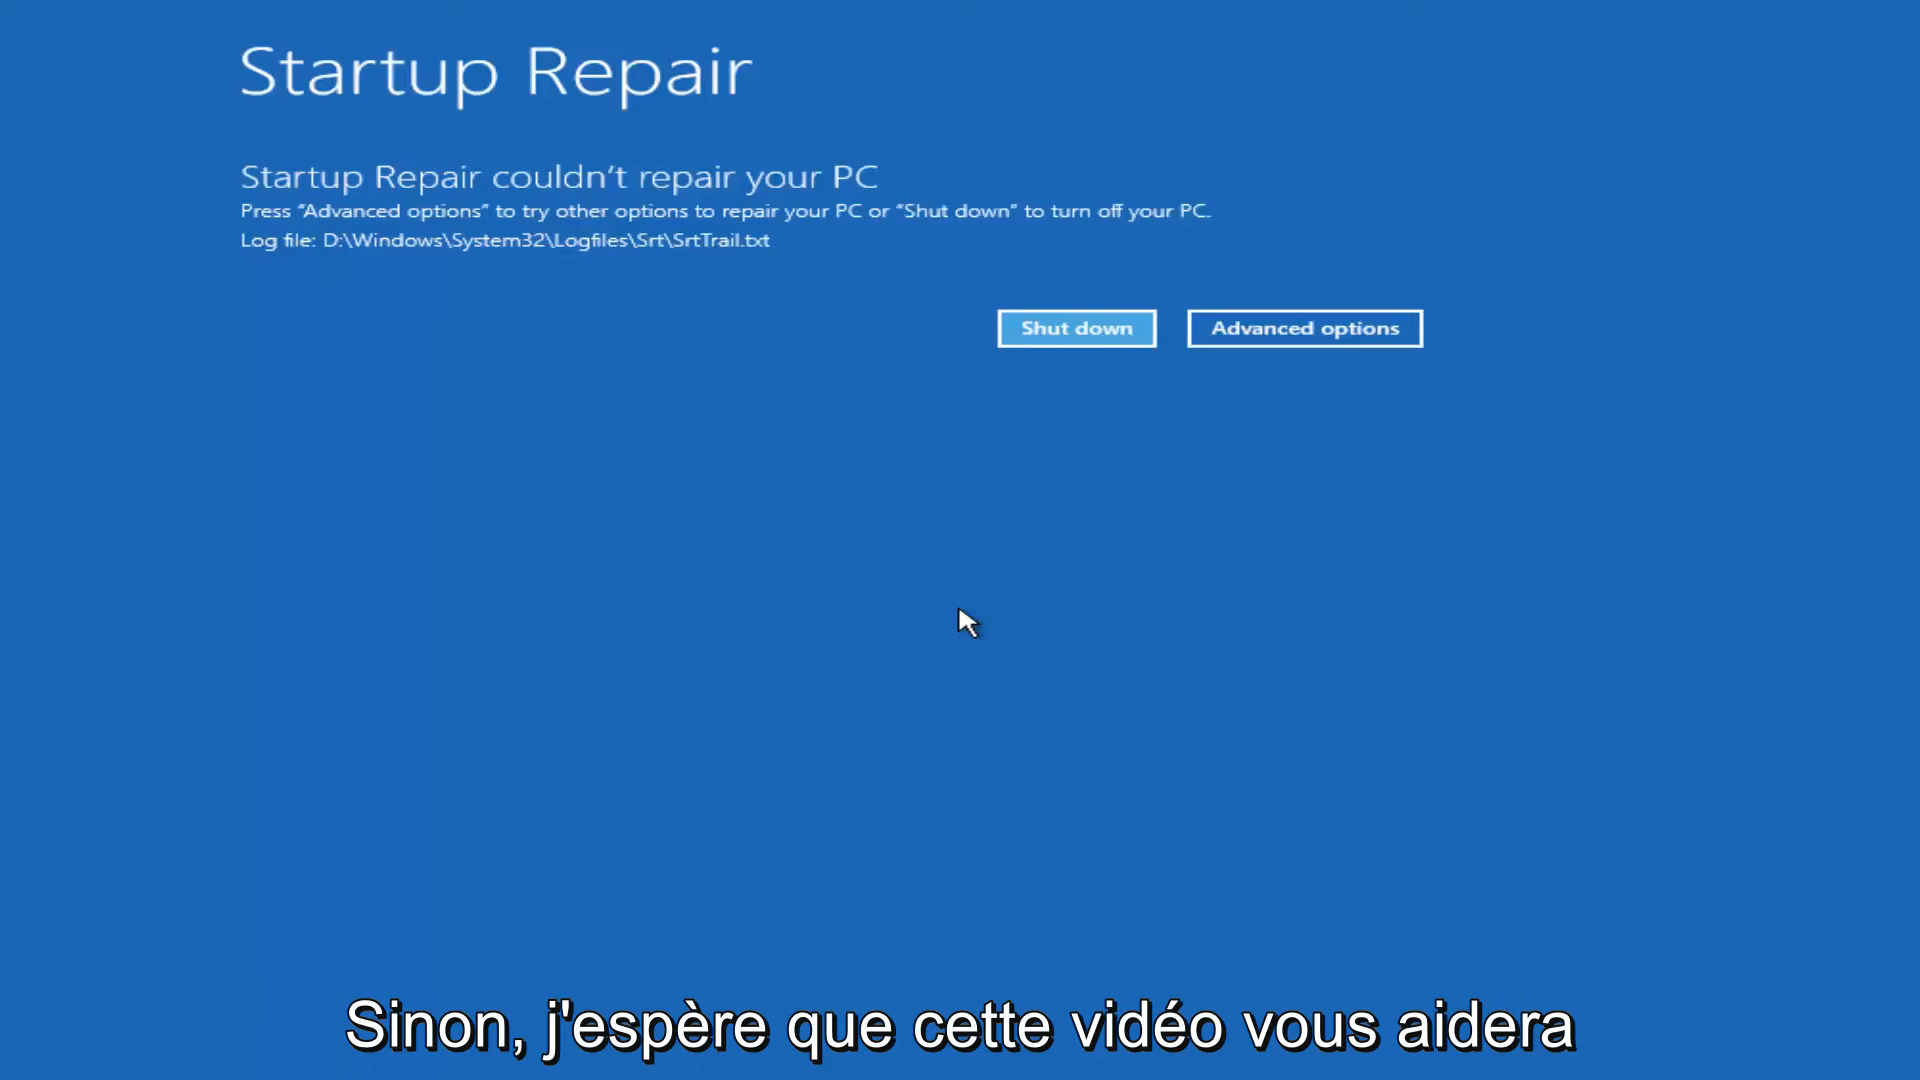 Startup Repair
Startup Repair couldn't repair your PC
Press “Advanced options” to try other options to repair your PC or “Shut down” to turn off your PC.
Log file: D:\Windows\System32\Logfiles\Srt\SrtTrail.txt
Shut down
Advanced options
Sinon, j'espère que cette vidéo vous aidera